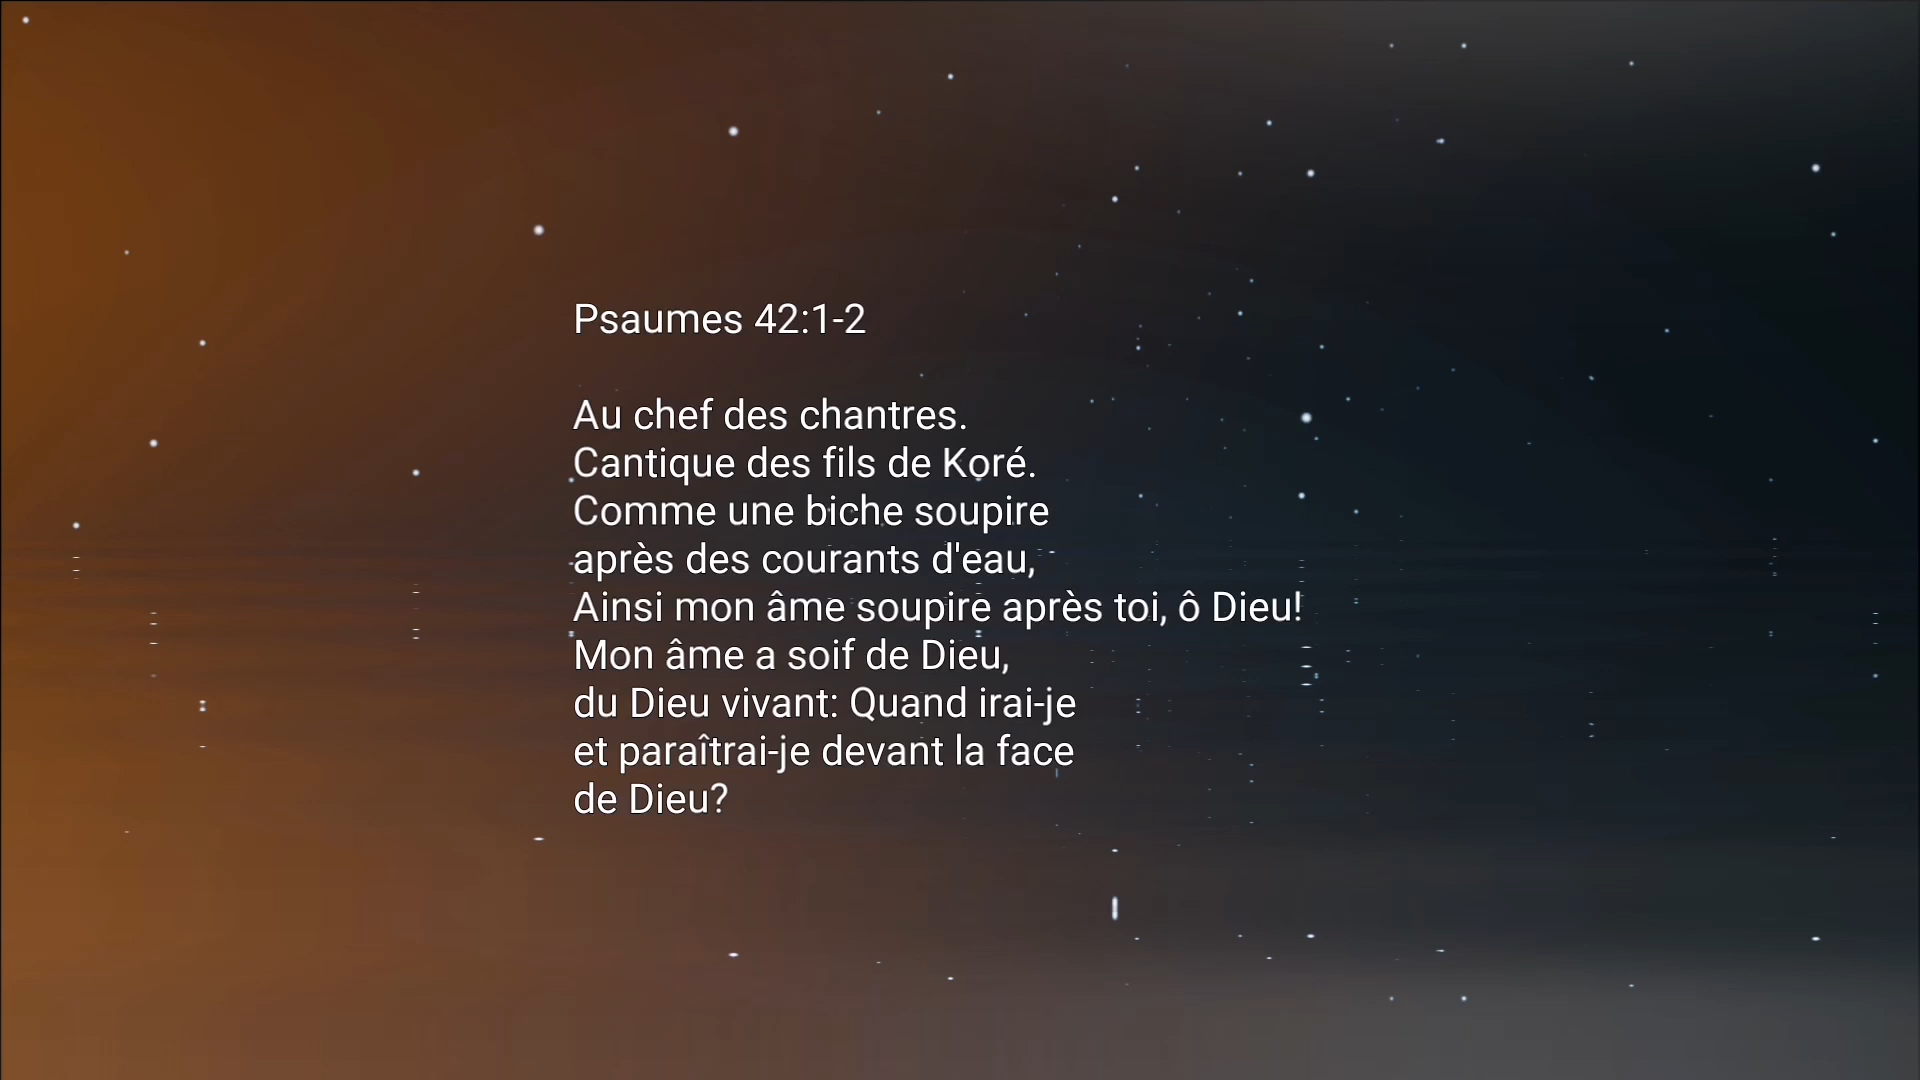 Psaumes 42:1-2
Au chef des chantres.
Cantique des fils de Koré.
Comme une biche soupire
après des courants d'eau,
Ainsi mon âme soupire après toi, ô Dieu!
Mon âme a soif de Dieu,
du Dieu vivant: Quand irai-je
et paraîtrai-je devant la face
de Dieu?